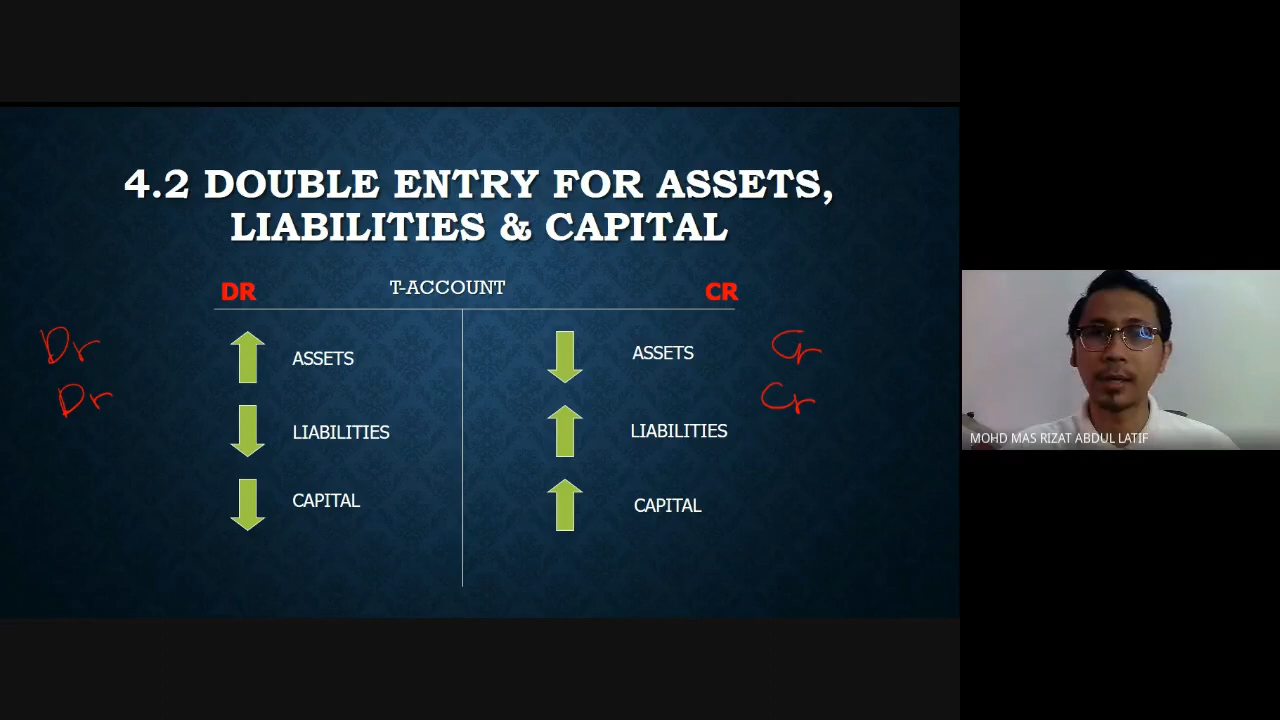 4.2 DOUBLE ENTRY FOR ASSETS,
LIABILITIES & CAPITAL
DR T-ACCOUNT CR
Dr ASSETS ASSETS Cr
Dr Cr
LIABILITIES LIABILITIES
CAPITAL CAPITAL
MOHD MAS RIZAT ABDUL LATIF